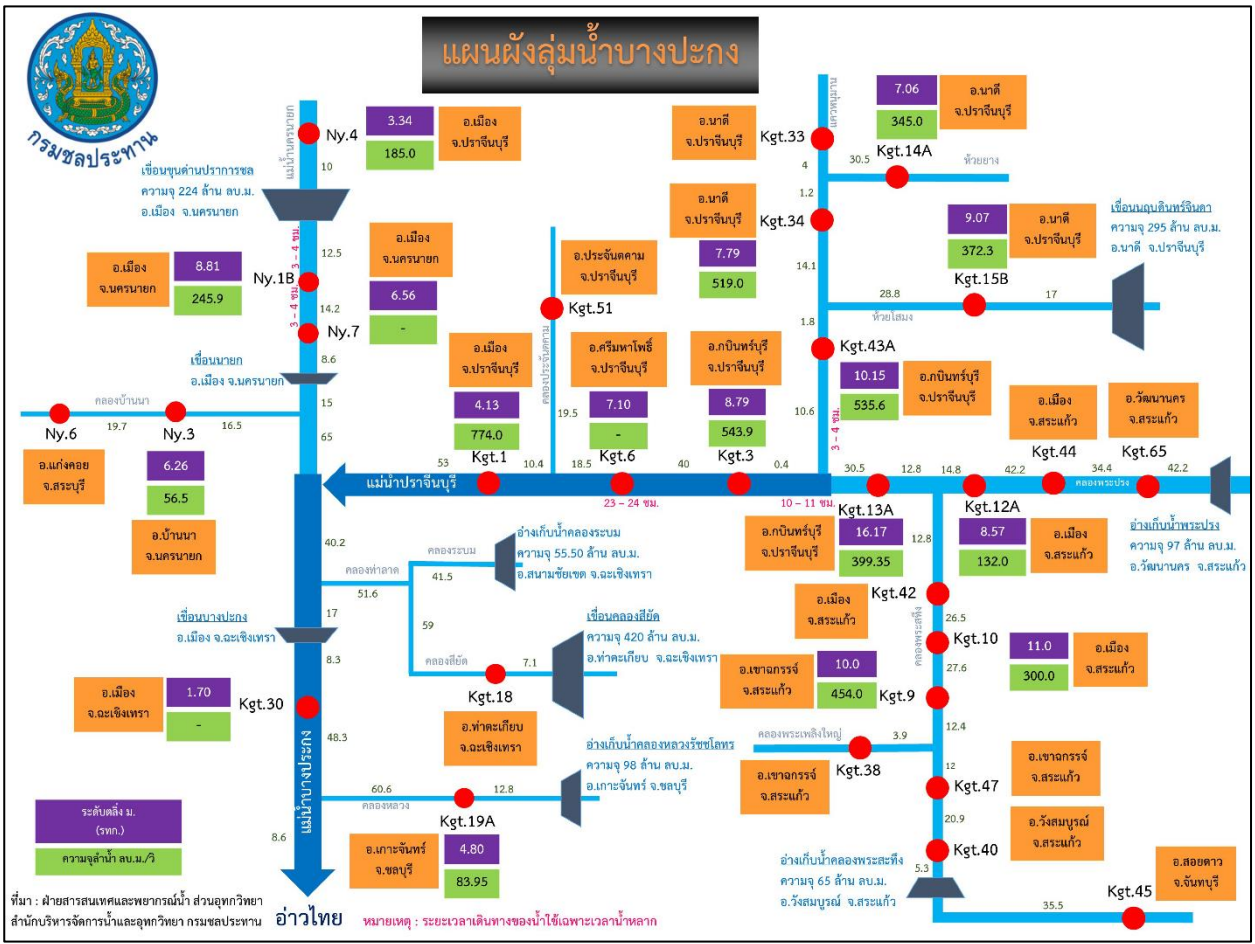 แผนผังลุ่มน้ำบางปะกง
กรมชลประทาน
แม่น้ำนครนายก
Ny.4
3.34
185.0
อ.เมือง
จ.ปราจีนบุรี
10
เขื่อนขุนด่านปราการชล
ความจุ 224 ล้าน ลบ.ม.
อ.เมือง จ.นครนายก
3 – 4 ชม.
12.5
อ.เมือง
จ.นครนายก
8.81
245.9
Ny.1B
อ.เมือง
จ.นครนายก
6.56
-
3 – 4 ชม.
14.2
Ny.7
8.6
เขื่อนนายก
อ.เมือง จ.นครนายก
15
คลองบ้านนา
Ny.6
19.7
Ny.3
16.5
65
อ.แก่งคอย
จ.สระบุรี
6.26
56.5
อ.บ้านนา
จ.นครนายก
อ.นาดี
จ.ปราจีนบุรี
Kgt.33
7.06
345.0
อ.นาดี
จ.ปราจีนบุรี
4
30.5
Kgt.14A
ห้วยยาง
1.2
อ.นาดี
จ.ปราจีนบุรี
Kgt.34
7.79
519.0
9.07
372.3
อ.นาดี
จ.ปราจีนบุรี
เขื่อนนฤบดินทร์จินดา
ความจุ 295 ล้าน ลบ.ม.
อ.นาดี จ.ปราจีนบุรี
14.1
Kgt.15B
28.8
17
ห้วยโสมง
1.8
อ.ประจันตคาม
จ.ปราจีนบุรี
Kgt.51
คลองประจันตคาม
19.5
อ.เมือง
จ.ปราจีนบุรี
4.13
774.0
อ.ศรีมหาโพธิ์
จ.ปราจีนบุรี
7.10
-
อ.กบินทร์บุรี
จ.ปราจีนบุรี
8.79
543.9
Kgt.43A
10.15
535.6
อ.กบินทร์บุรี
จ.ปราจีนบุรี
10.6
3 – 4 ชม.
อ.เมือง
จ.สระแก้ว
อ.วัฒนานคร
จ.สระแก้ว
53
Kgt.1
10.4
18.5
Kgt.6
40
Kgt.3
0.4
30.5
12.8
14.8
42.2
Kgt.44
34.4
Kgt.65
42.2
แม่น้ำปราจีนบุรี
คลองพระปรง
23 – 24 ชม.
10 – 11 ชม.
Kgt.13A
Kgt.12A
อ.กบินทร์บุรี
จ.ปราจีนบุรี
16.17
399.35
8.57
132.0
อ.เมือง
จ.สระแก้ว
อ่างเก็บน้ำพระปรง
ความจุ 97 ล้าน ลบ.ม.
อ.วัฒนานคร จ.สระแก้ว
12.8
40.2
คลองท่าลาด
51.6
คลองระบม
41.5
อ่างเก็บน้ำคลองระบม
ความจุ 55.50 ล้าน ลบ.ม.
อ.สนามชัยเขต จ.ฉะเชิงเทรา
59
คลองสียัด
Kgt.18
7.1
เขื่อนคลองสียัด
ความจุ 420 ล้าน ลบ.ม.
อ.ท่าตะเกียบ จ.ฉะเชิงเทรา
อ.ท่าตะเกียบ
จ.ฉะเชิงเทรา
17
เขื่อนบางปะกง
อ.เมือง จ.ฉะเชิงเทรา
8.3
อ.เมือง
จ.ฉะเชิงเทรา
1.70
-
Kgt.30
48.3
แม่น้ำบางปะกง
อ.เมือง
จ.สระแก้ว
Kgt.42
คลองพระสทึง
26.5
Kgt.10
11.0
300.0
อ.เมือง
จ.สระแก้ว
27.6
อ.เขาฉกรรจ์
จ.สระแก้ว
10.0
454.0
Kgt.9
12.4
คลองพระเพลิงใหญ่
3.9
Kgt.38
อ.เขาฉกรรจ์
จ.สระแก้ว
12
Kgt.47
อ.เขาฉกรรจ์
จ.สระแก้ว
20.9
Kgt.40
อ.วังสมบูรณ์
จ.สระแก้ว
5.3
อ่างเก็บน้ำคลองพระสะทึง
ความจุ 65 ล้าน ลบ.ม.
อ.วังสมบูรณ์ จ.สระแก้ว
35.5
Kgt.45
อ.สอยดาว
จ.จันทบุรี
อ่างเก็บน้ำคลองหลวงรัชชโลทร
ความจุ 98 ล้าน ลบ.ม.
อ.เกาะจันทร์ จ.ชลบุรี
60.6
12.8
คลองหลวง
Kgt.19A
อ.เกาะจันทร์
จ.ชลบุรี
4.80
83.95
8.6
ระดับตลิ่ง ม.
(รทก.)
ความจุลำน้ำ ลบ.ม./วิ
ที่มา : ฝ่ายสารสนเทศและพยากรณ์น้ำ ส่วนอุทกวิทยา
สำนักบริหารจัดการน้ำและอุทกวิทยา กรมชลประทาน
อ่าวไทย
หมายเหตุ : ระยะเวลาเดินทางของน้ำใช้เฉพาะเวลาน้ำหลาก